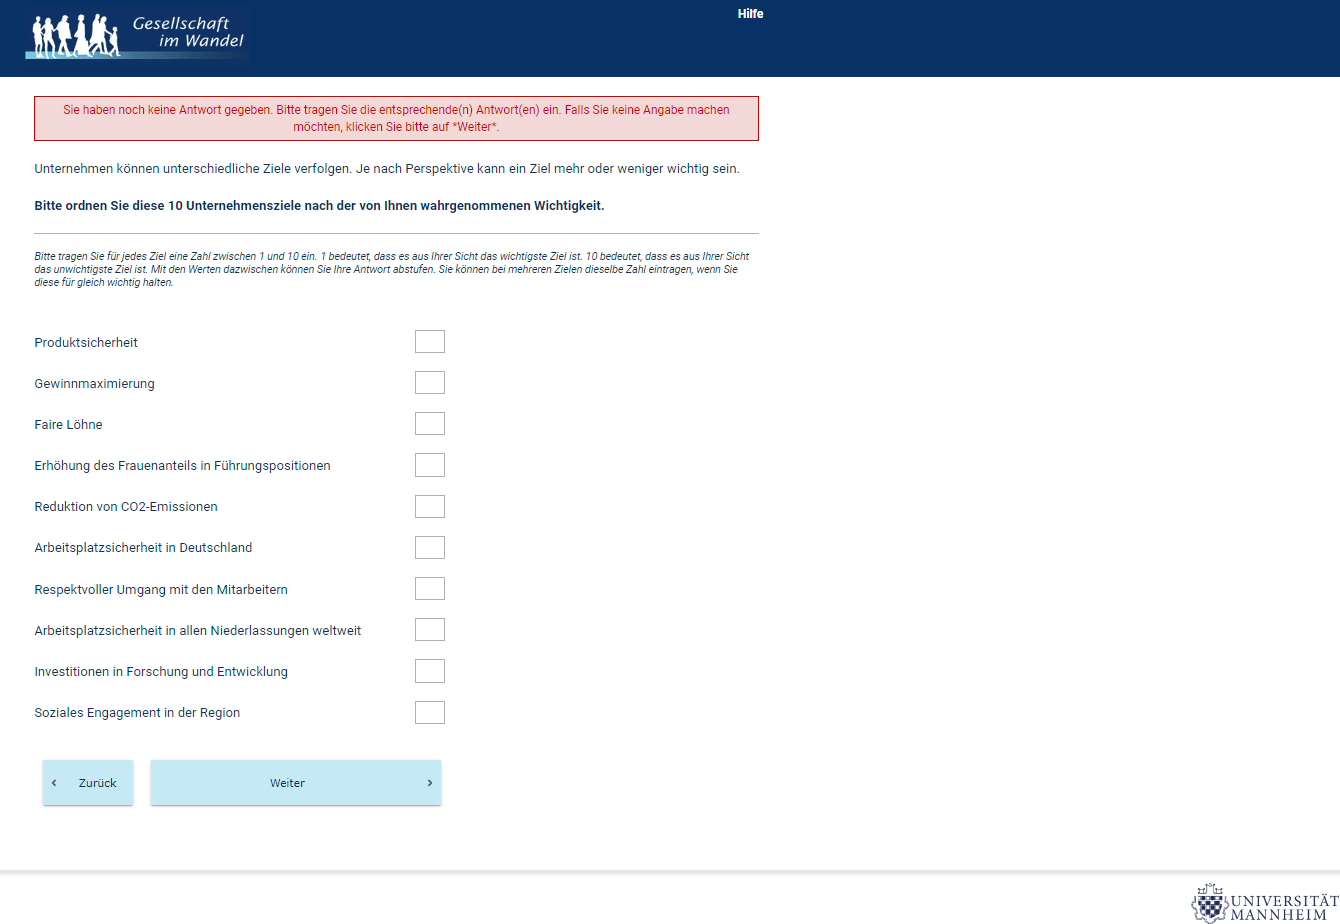 Gesellschaft
im Wandel
Hilfe
Sie haben noch keine Antwort gegeben. Bitte tragen Sie die entsprechende(n) Antwort(en) ein. Falls Sie keine Angabe machen
möchten, klicken Sie bitte auf *Weiter*.
Unternehmen können unterschiedliche Ziele verfolgen. Je nach Perspektive kann ein Ziel mehr oder weniger wichtig sein.
Bitte ordnen Sie diese 10 Unternehmensziele nach der von Ihnen wahrgenommenen Wichtigkeit.
Bitte tragen Sie für jedes Ziel eine Zahl zwischen 1 und 10 ein. 1 bedeutet, dass es aus Ihrer Sicht das wichtigste Ziel ist. 10 bedeutet, dass es aus Ihrer Sicht
das unwichtigste Ziel ist. Mit den Werten dazwischen können Sie Ihre Antwort abstufen. Sie können bei mehreren Zielen dieselbe Zahl eintragen, wenn Sie
diese für gleich wichtig halten.
Produktsicherheit
Gewinnmaximierung
Faire Löhne
Erhöhung des Frauenanteils in Führungspositionen
Reduktion von CO2-Emissionen
Arbeitsplatzsicherheit in Deutschland
Respektvoller Umgang mit den Mitarbeitern
Arbeitsplatzsicherheit in allen Niederlassungen weltweit
Investitionen in Forschung und Entwicklung
Soziales Engagement in der Region
Zurück
Weiter
UNIVERSITÄT
MANNHEIM